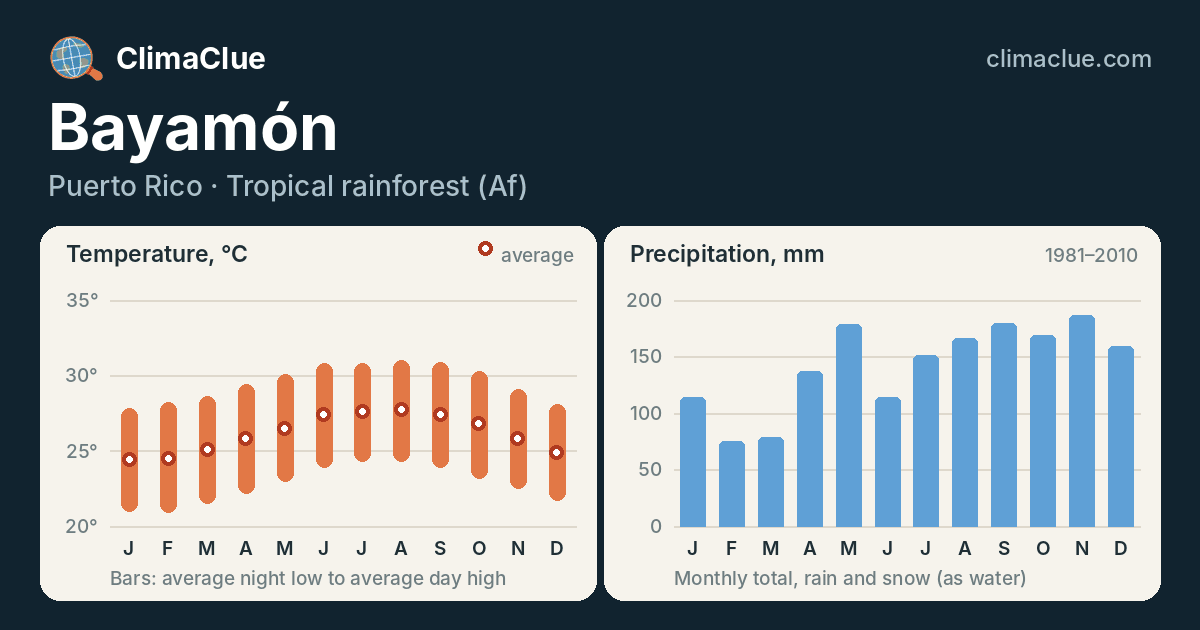 ClimaClue
climaclue.com
Bayamón
Puerto Rico · Tropical rainforest (Af)
Temperature, °C
average
35°
30°
25°
20°
J F M A M J J A S O N D
Bars: average night low to average day high
Precipitation, mm
1981–2010
200
150
100
50
0
J F M A M J J A S O N D
Monthly total, rain and snow (as water)